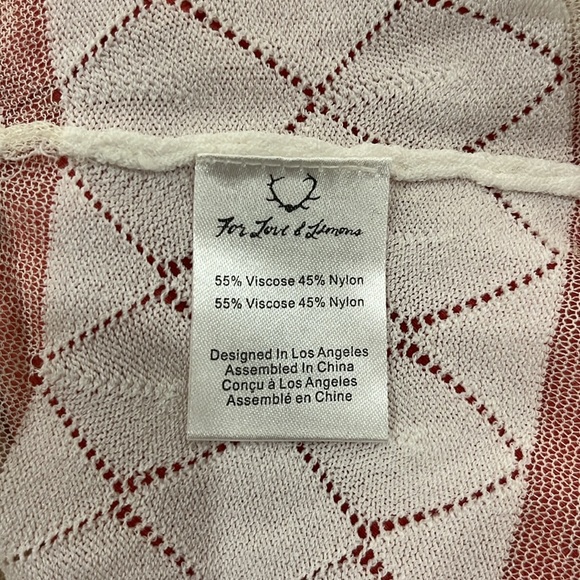 For Love & Lemons
55% Viscose 45% Nylon
55% Viscose 45% Nylon
Designed In Los Angeles
Assembled In China
Conçu à Los Angeles
Assemblé en Chine